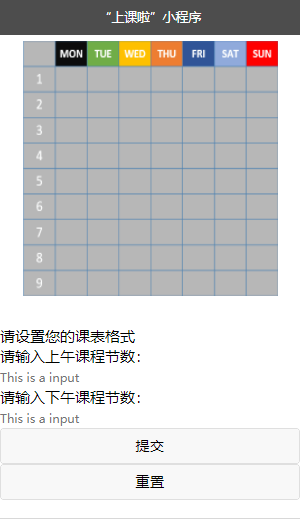 “上课啦”小程序
MON TUE WED THU FRI SAT SUN
1
2
3
4
5
6
7
8
9
请设置您的课表格式
请输入上午课程节数：
This is a input
请输入下午课程节数：
This is a input
提交
重置